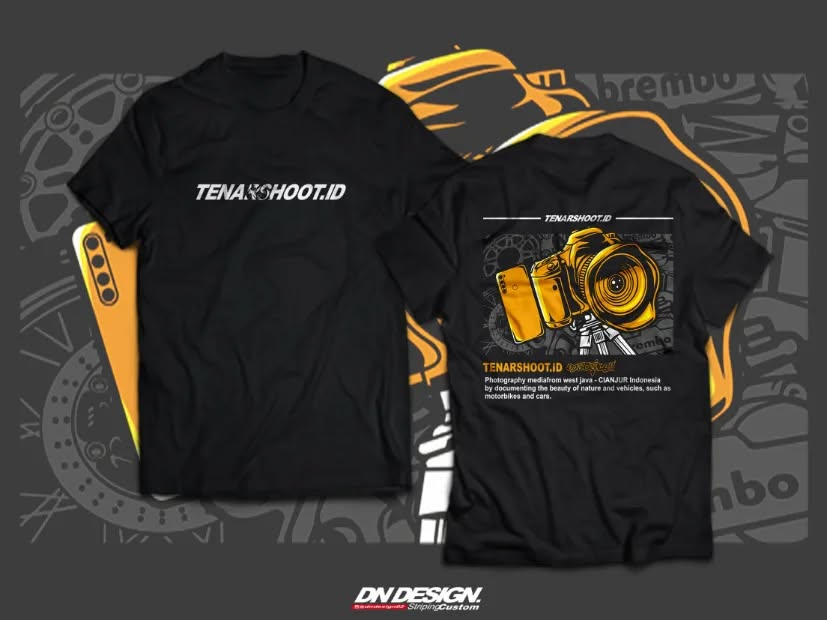 brembo
TENARSHOOT.ID
TENARSHOOT.ID
brembo
TENARSHOOT.ID
Photography mediafrom west java - CIANJUR Indonesia
by documenting the beauty of nature and vehicles, such as
motorbikes and cars.
mbo
DN DESIGN.
StripingCustom